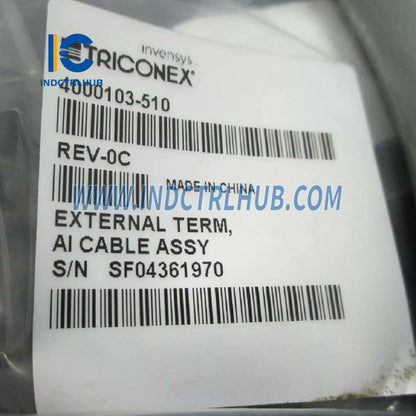 invensys
TRICONEX®
INDCTRLHUB
4000103-510
REV-0C
MADE IN CHINA
WWW.INDCTRLHUB.COM
EXTERNAL TERM,
AI CABLE ASSY
S/N SF04361970